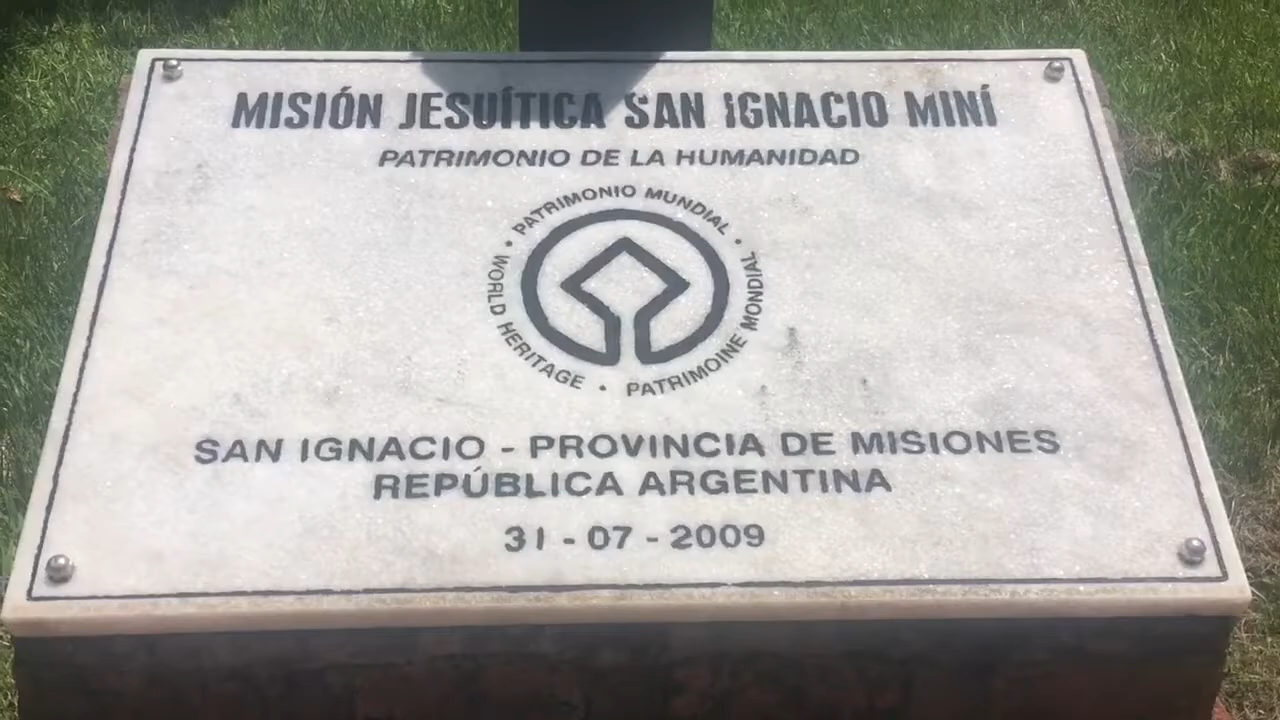 MISIÓN JESUÍTICA SAN IGNACIO MINÍ
PATRIMONIO DE LA HUMANIDAD
• PATRIMONIO MUNDIAL • PATRIMOINE MONDIAL • WORLD HERITAGE
SAN IGNACIO - PROVINCIA DE MISIONES
REPÚBLICA ARGENTINA
31 - 07 - 2009